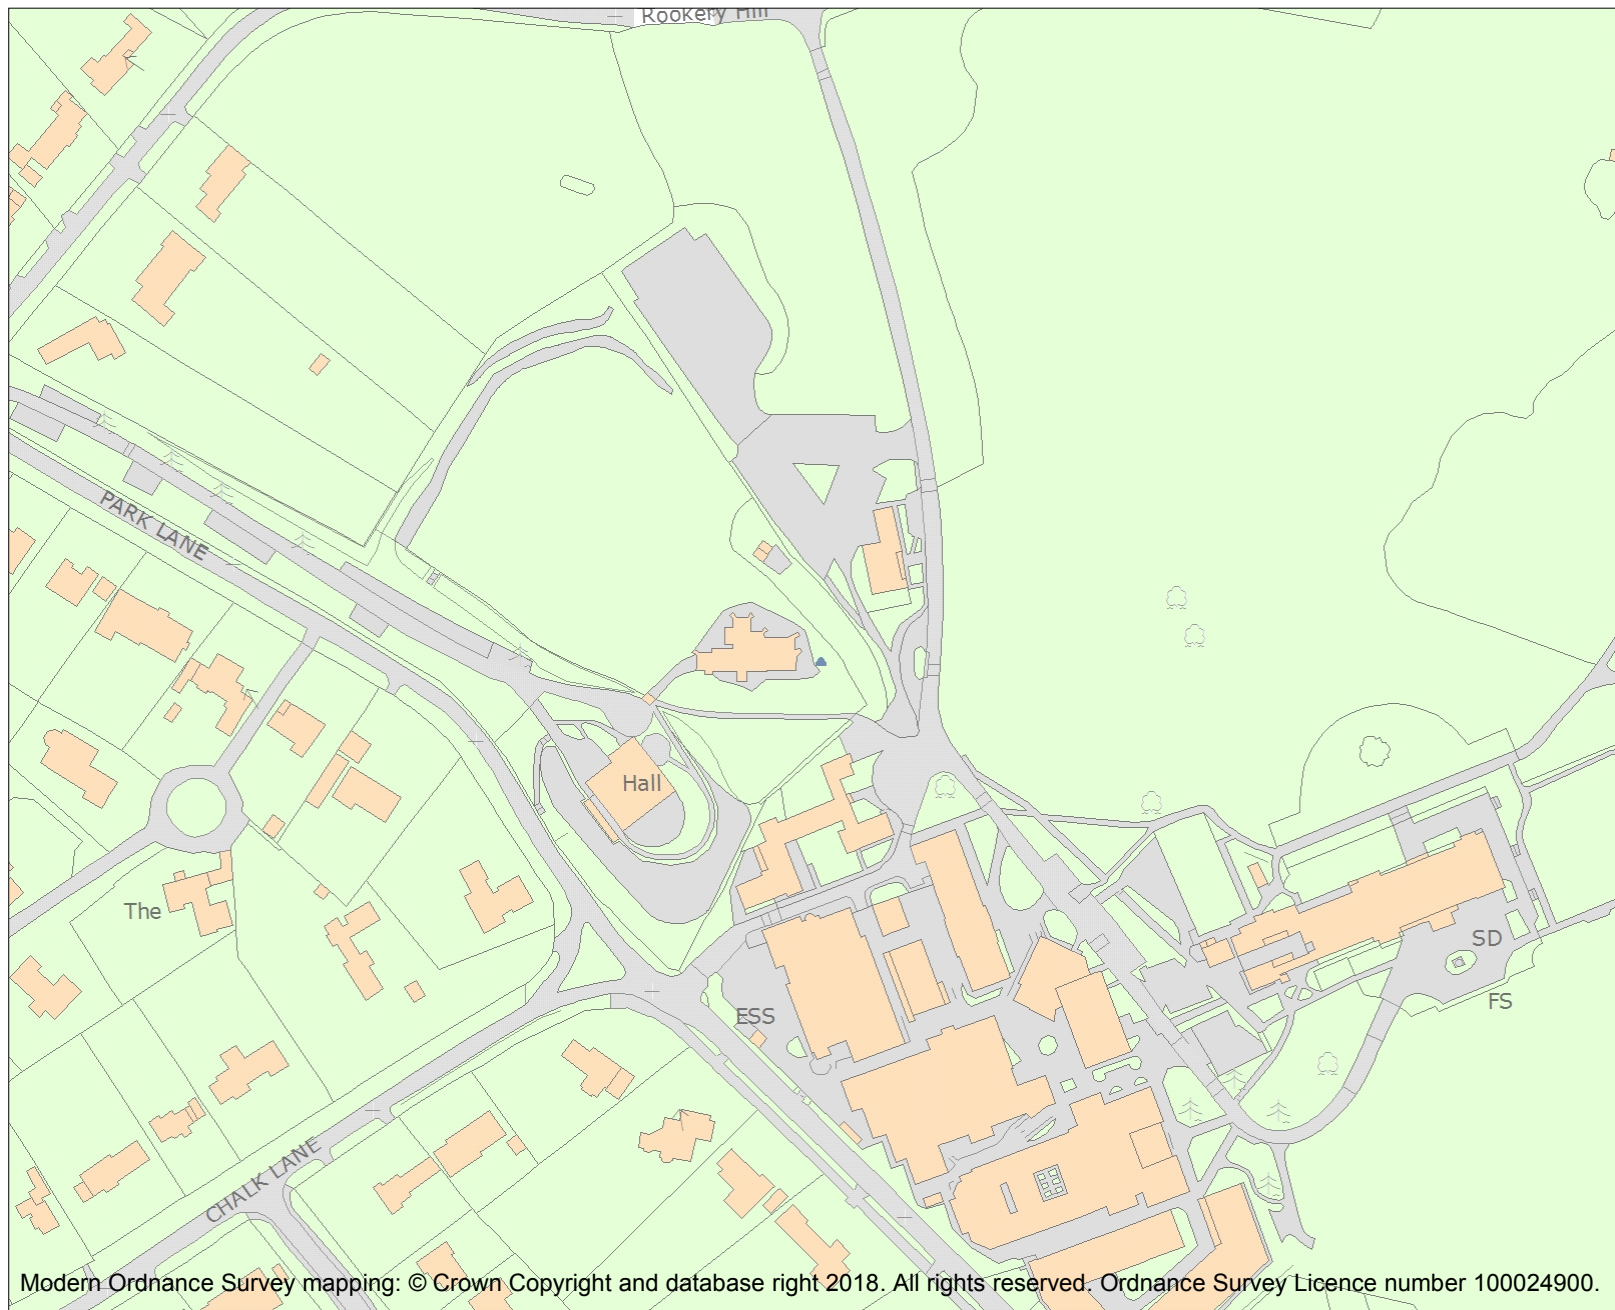 Rookery Hill
PARK LANE
Hall
The
SD
FS
ESS
CHALK LANE
Modern Ordnance Survey mapping: © Crown Copyright and database right 2018. All rights reserved. Ordnance Survey Licence number 100024900.